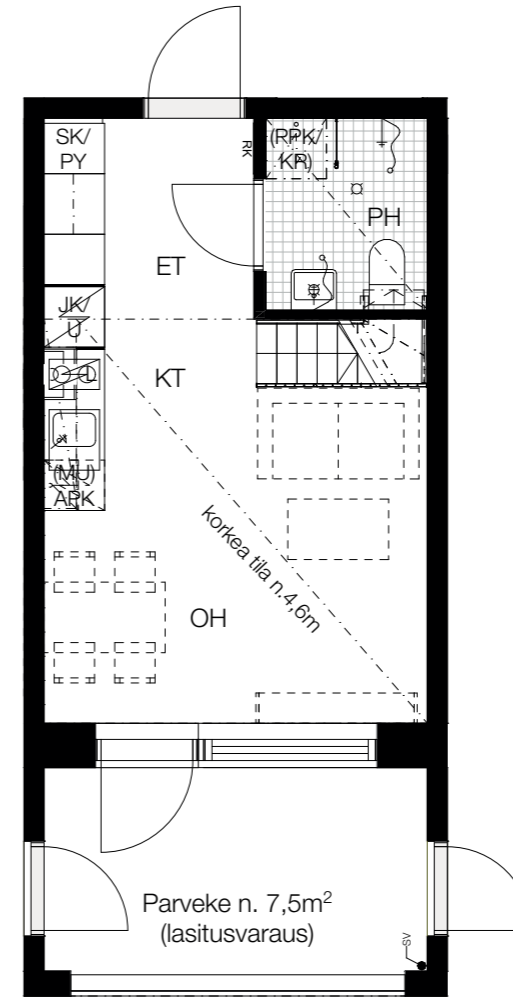 SK/
PY
RK
(RPK/
KR)
PH
ET
JK/
U
KT
L
(MU)
APK
korkea tila n.4,6m
OH
Parveke n. 7,5m²
(lasitusvaraus)
SV